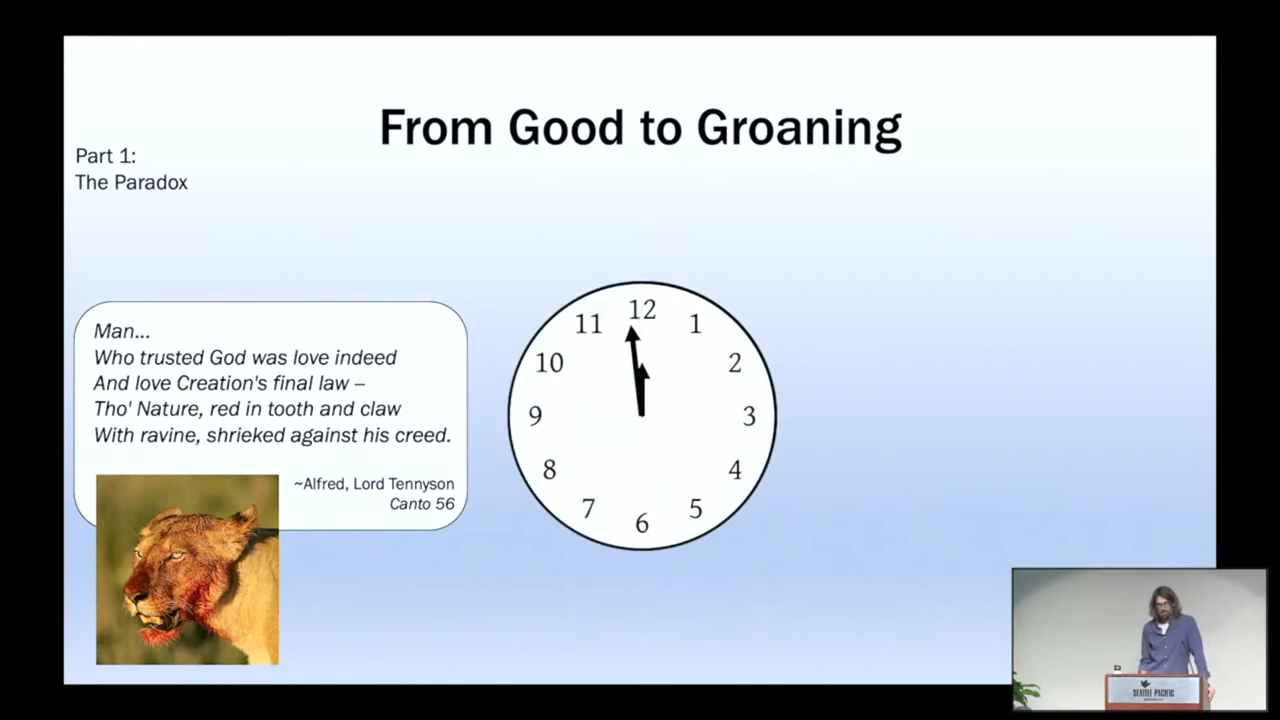 From Good to Groaning
Part 1:
The Paradox
Man...
Who trusted God was love indeed
And love Creation's final law –
Tho' Nature, red in tooth and claw
With ravine, shrieked against his creed.
~Alfred, Lord Tennyson
Canto 56
12
1
2
3
4
5
6
7
8
9
10
11
SEATTLE PACIFIC
UNIVERSITY